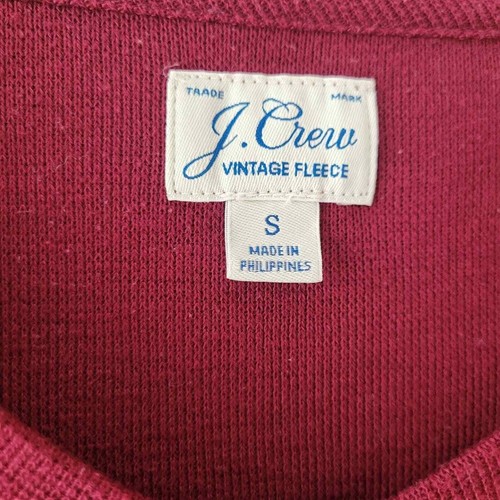 TRADE MARK
J.Crew
VINTAGE FLEECE
S
MADE IN
PHILIPPINES